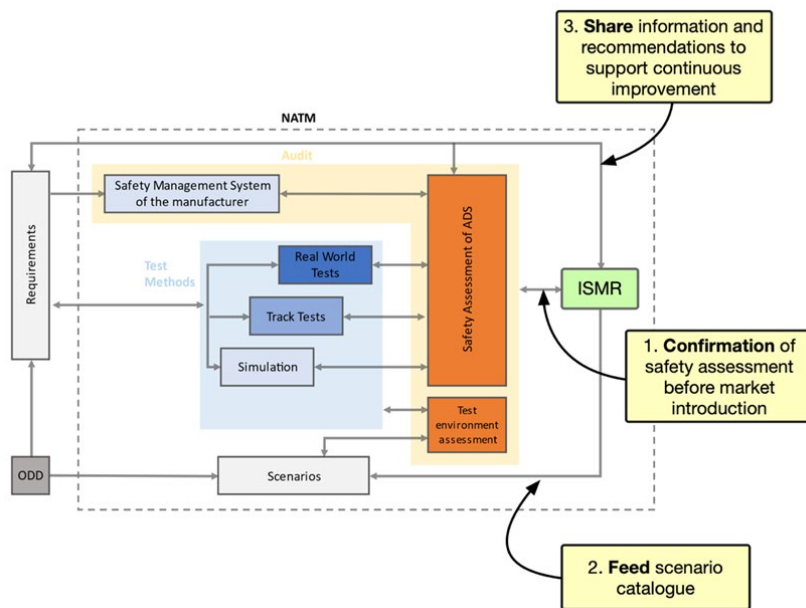 3. Share information and
recommendations to
support continuous
improvement
NATM
Audit
Safety Management System
of the manufacturer
Requirements
Test
Methods
Real World
Tests
Track Tests
Simulation
Safety Assessment of ADS
ISMR
1. Confirmation of
safety assessment
before market
introduction
Test
environment
assessment
ODD
Scenarios
2. Feed scenario
catalogue